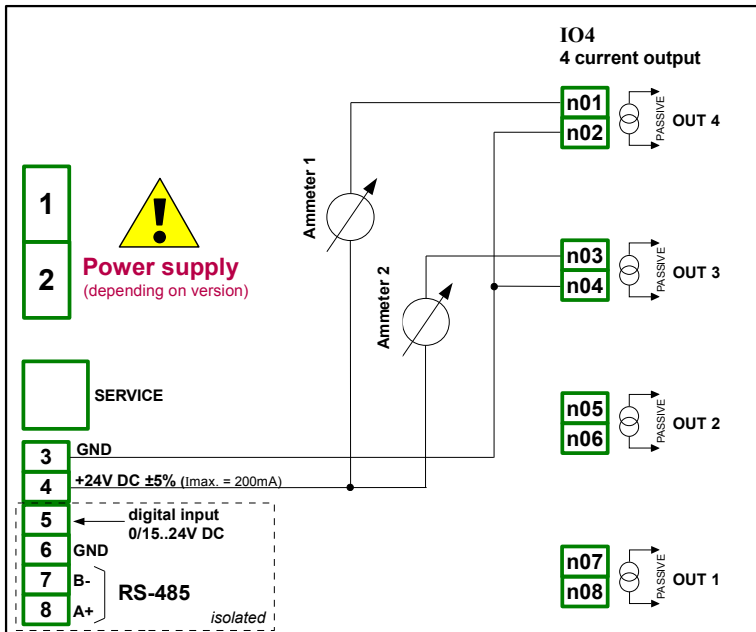 IO4
4 current output
n01
n02
PASSIVE
OUT 4
Ammeter 1
1
2
!
Power supply
(depending on version)
n03
n04
PASSIVE
OUT 3
Ammeter 2
SERVICE
n05
n06
PASSIVE
OUT 2
3
GND
4
+24V DC ±5% (Imax. = 200mA)
5
digital input
0/15..24V DC
6
GND
7
B-
RS-485
8
A+
isolated
n07
n08
PASSIVE
OUT 1